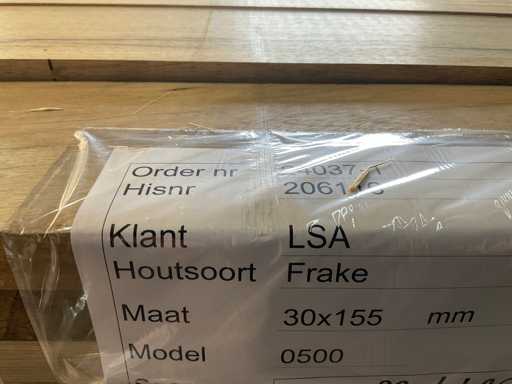 Order nr
Hisnr
Klant LSA
Houtsoort Frake
Maat 30x155 mm
Model 0500